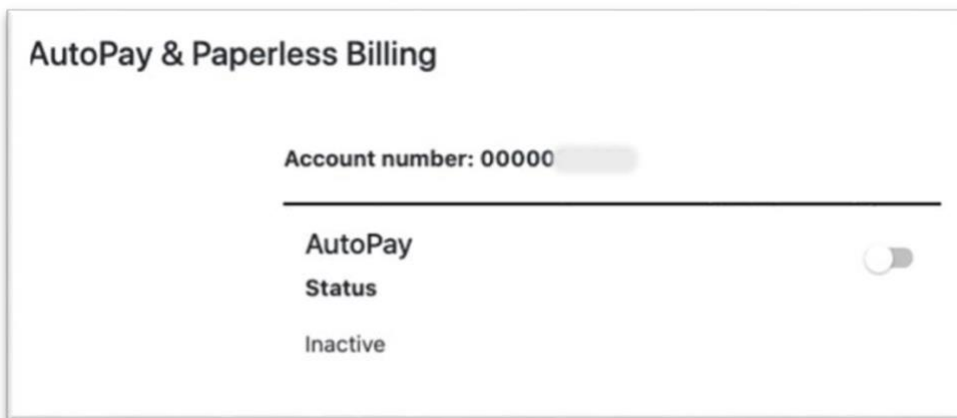 AutoPay & Paperless Billing
Account number: 00000
AutoPay
Status
Inactive